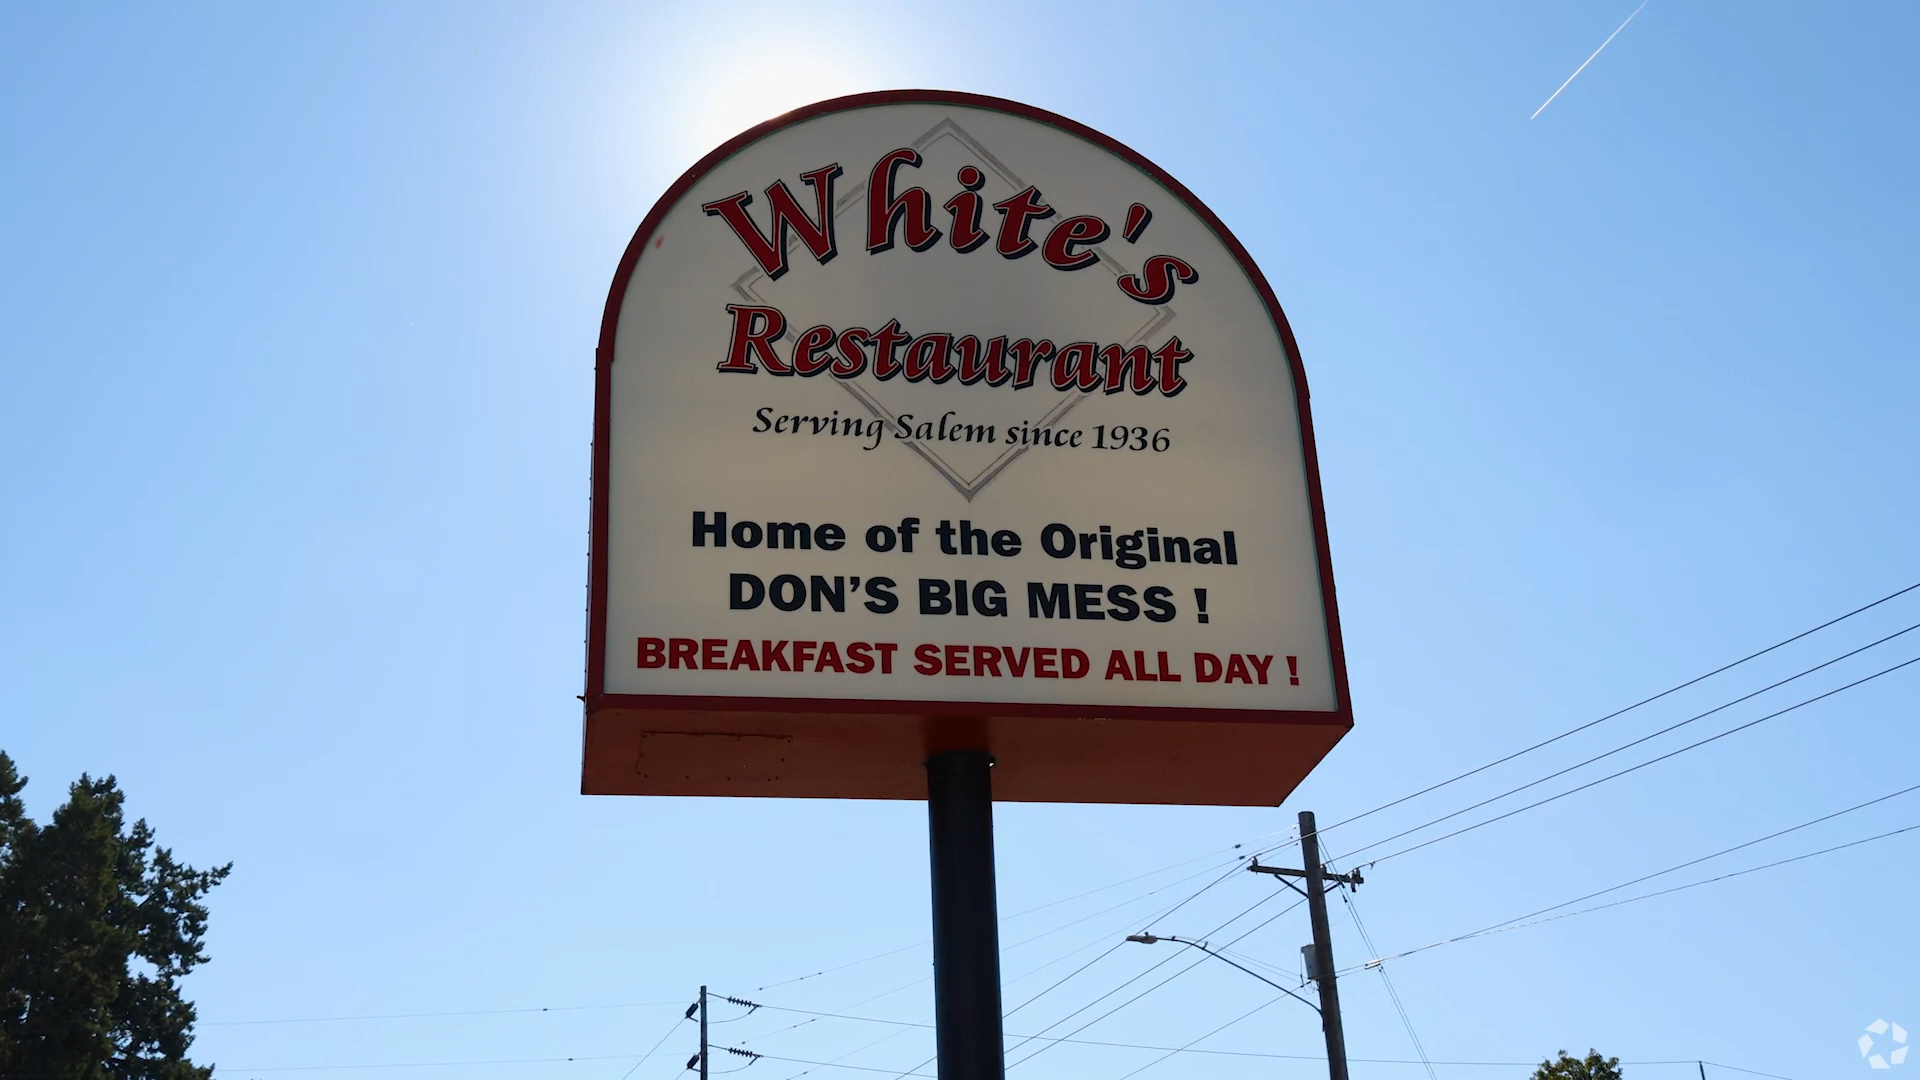 White's
Restaurant
Serving Salem since 1936
Home of the Original
DON'S BIG MESS !
BREAKFAST SERVED ALL DAY !